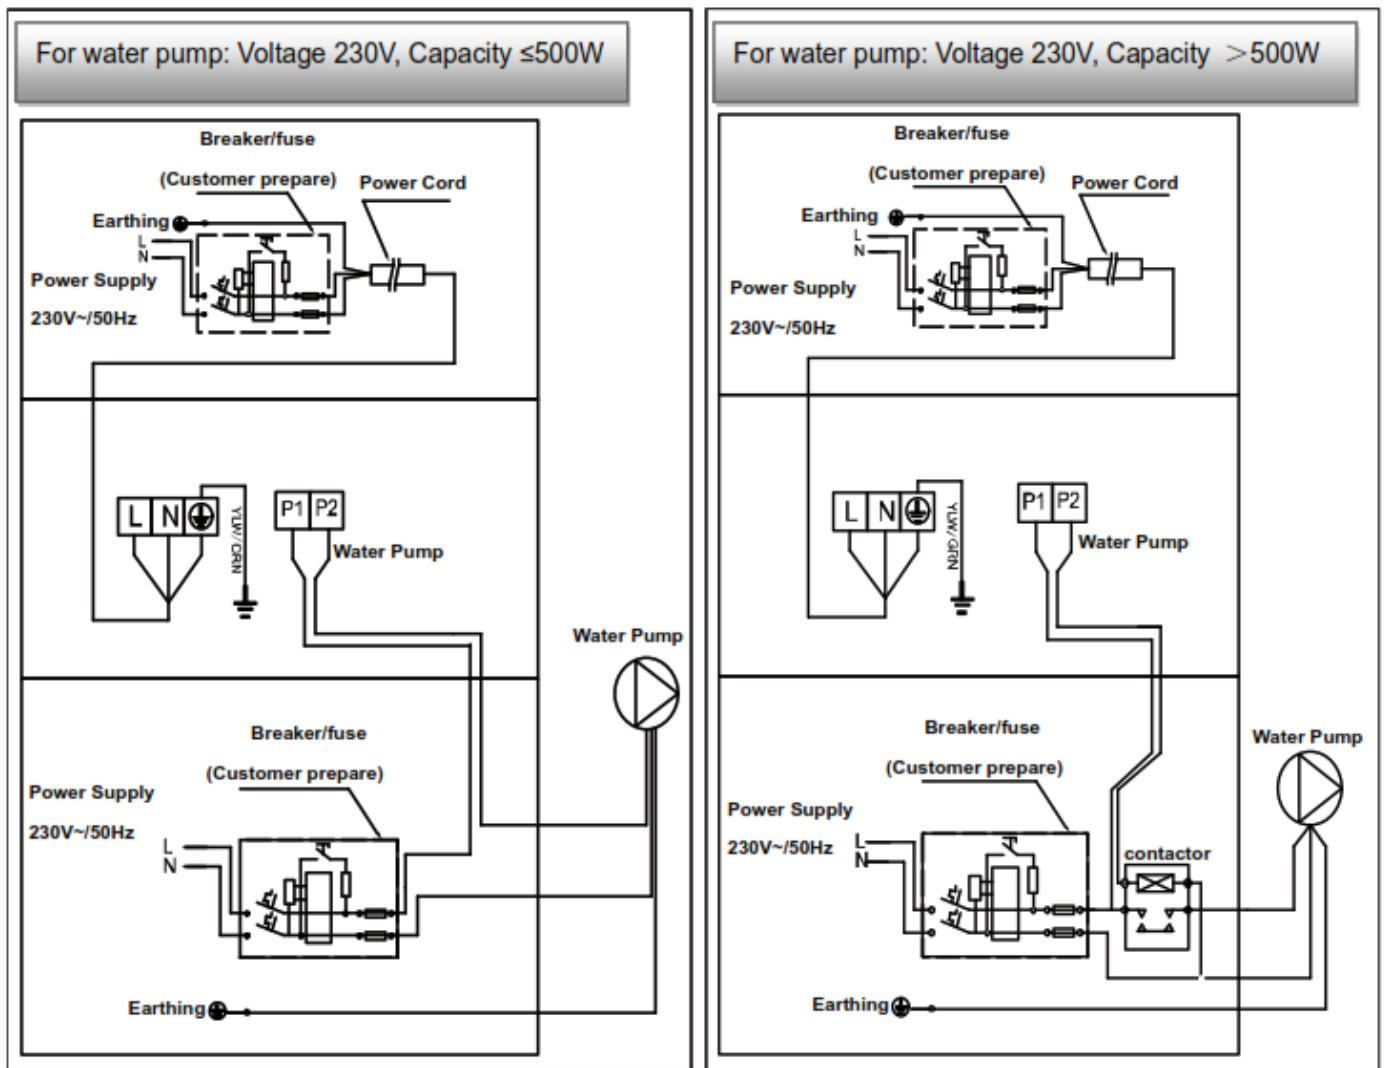 For water pump: Voltage 230V, Capacity ≤500W
Breaker/fuse
(Customer prepare)
Power Cord
Earthing
L
N
Power Supply
230V~/50Hz
L N
YLW/GRN
P1 P2
Water Pump
Water Pump
Breaker/fuse
(Customer prepare)
Power Supply
230V~/50Hz
L
N
Earthing
For water pump: Voltage 230V, Capacity >500W
Breaker/fuse
(Customer prepare)
Power Cord
Earthing
L
N
Power Supply
230V~/50Hz
L N
YLW/GRN
P1 P2
Water Pump
Breaker/fuse
Water Pump
(Customer prepare)
Power Supply
230V~/50Hz
L
N
contactor
Earthing